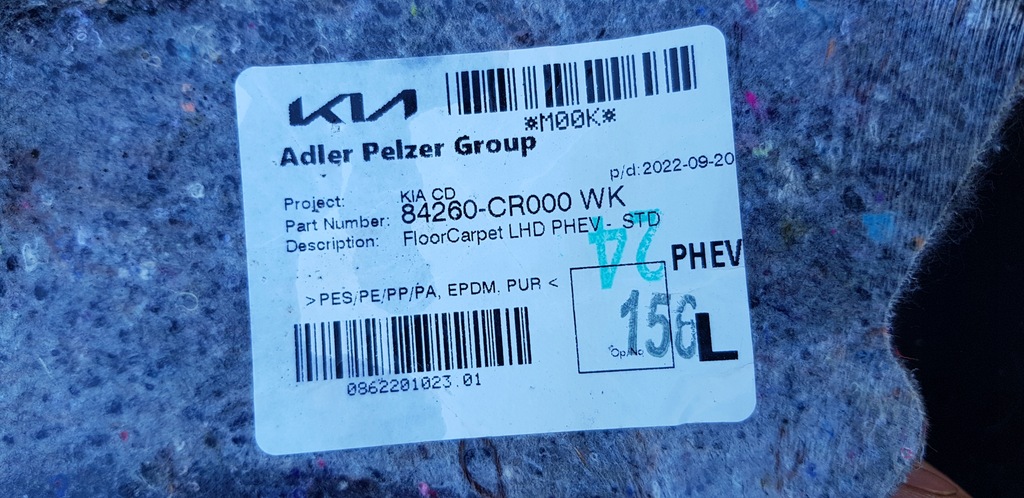 KIA
*M00K*
Adler Pelzer Group
p/d: 2022-09-20
Project: KIA CD
Part Number: 84260-CR000 WK
Description: FloorCarpet LHD PHEV - STD
24
PHEV
>PES/PE/PP/PA, EPDM, PUR <
156
Op/No
L
0862201023.01